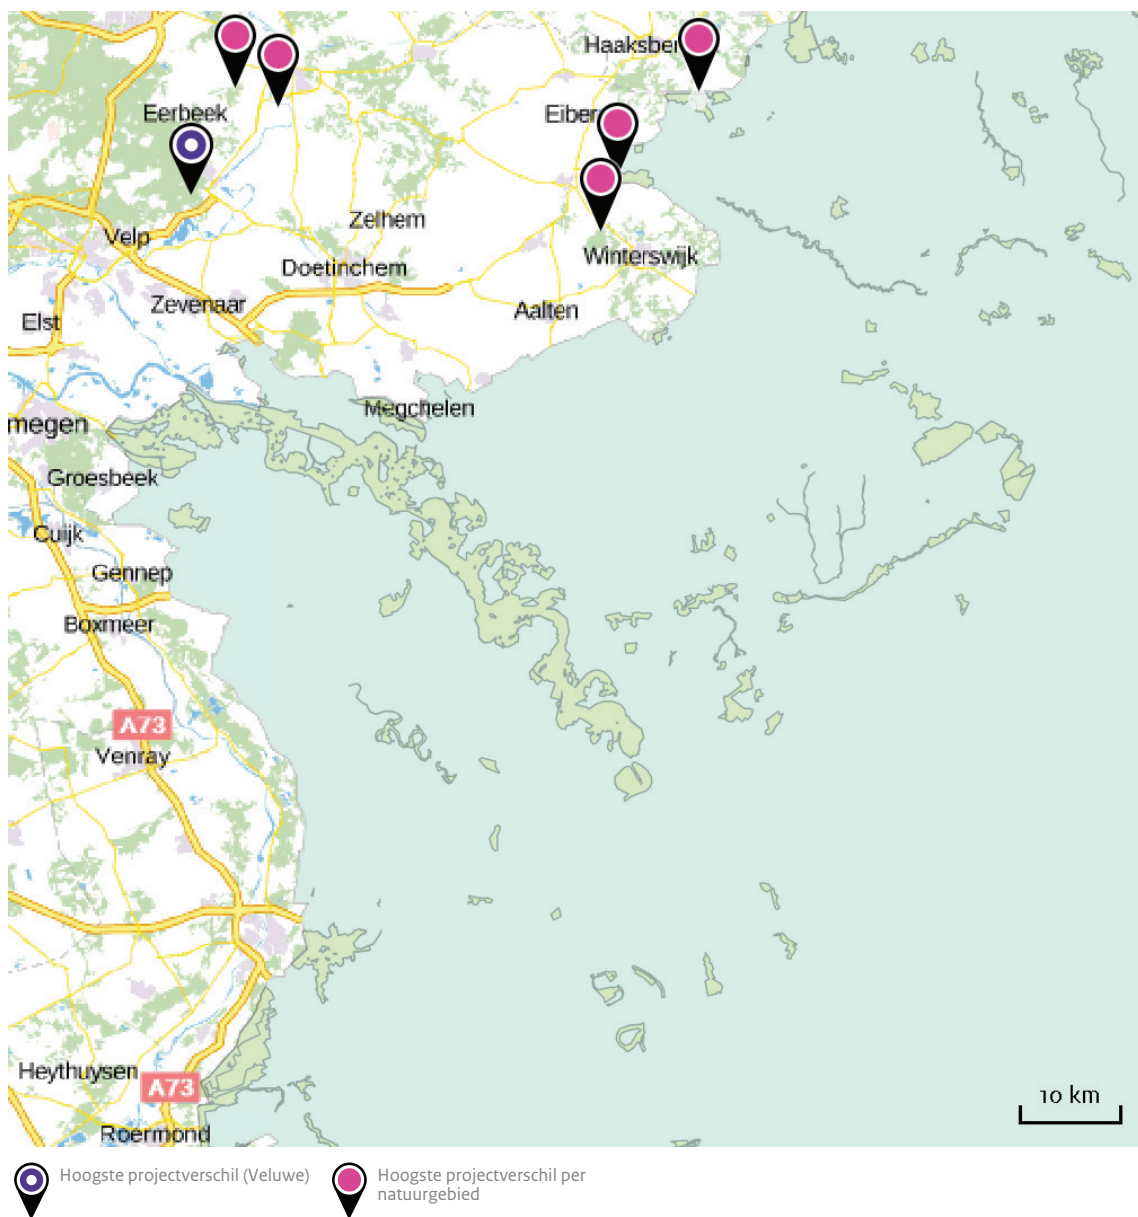 Haaksber
Eerbeek
Eiber
Zelhem
Velp
Winterswijk
Doetinchem
Zevenaar
Aalten
Elst
Megchelen
megen
Groesbeek
Cuijk
Gennep
Boxmeer
A73
Venray
Heythuysen
A73
10 km
Roermond
Hoogste projectverschil (Veluwe)
Hoogste projectverschil per
natuurgebied